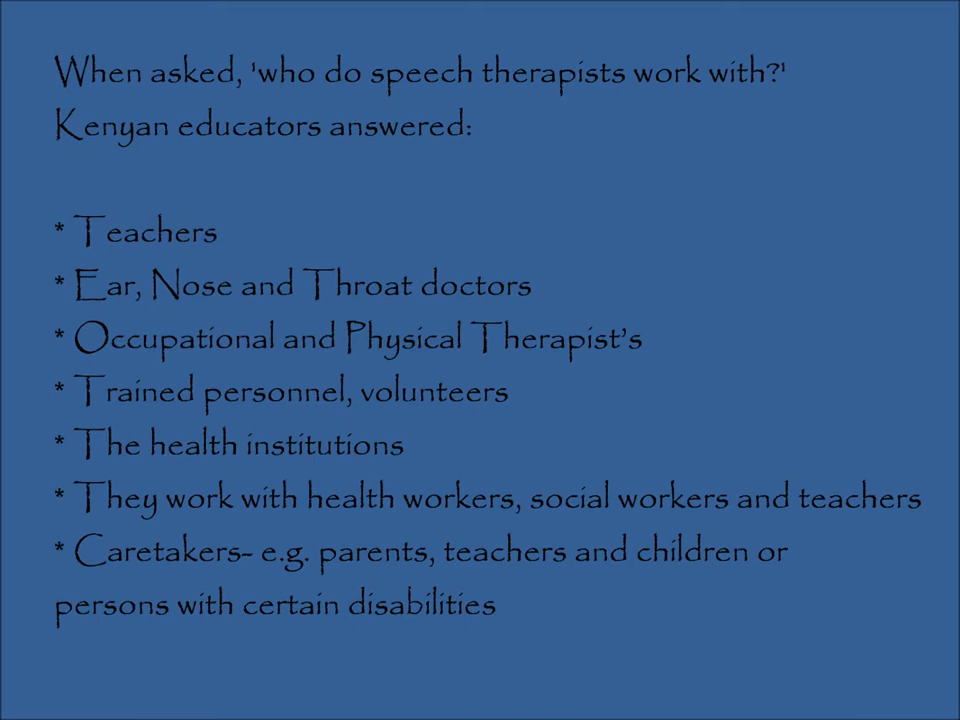 When asked, 'who do speech therapists work with?'
Kenyan educators answered:
* Teachers
* Ear, Nose and Throat doctors
* Occupational and Physical Therapist’s
* Trained personnel, volunteers
* The health institutions
* They work with health workers, social workers and teachers
* Caretakers- e.g. parents, teachers and children or
persons with certain disabilities